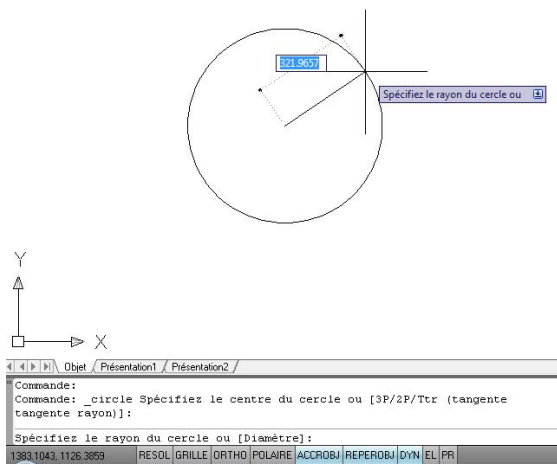 321.9657
Spécifiez le rayon du cercle ou
Y
X
Objet Présentation1 Présentation2
Commande:
Commande: _circle Spécifiez le centre du cercle ou [3P/2P/Ttr (tangente
tangente rayon)]:
Spécifiez le rayon du cercle ou [Diamètre]:
1383.1043, 1126.3859 RESOL GRILLE ORTHO POLAIRE ACCROBJ REPEROBJ DYN EL PR